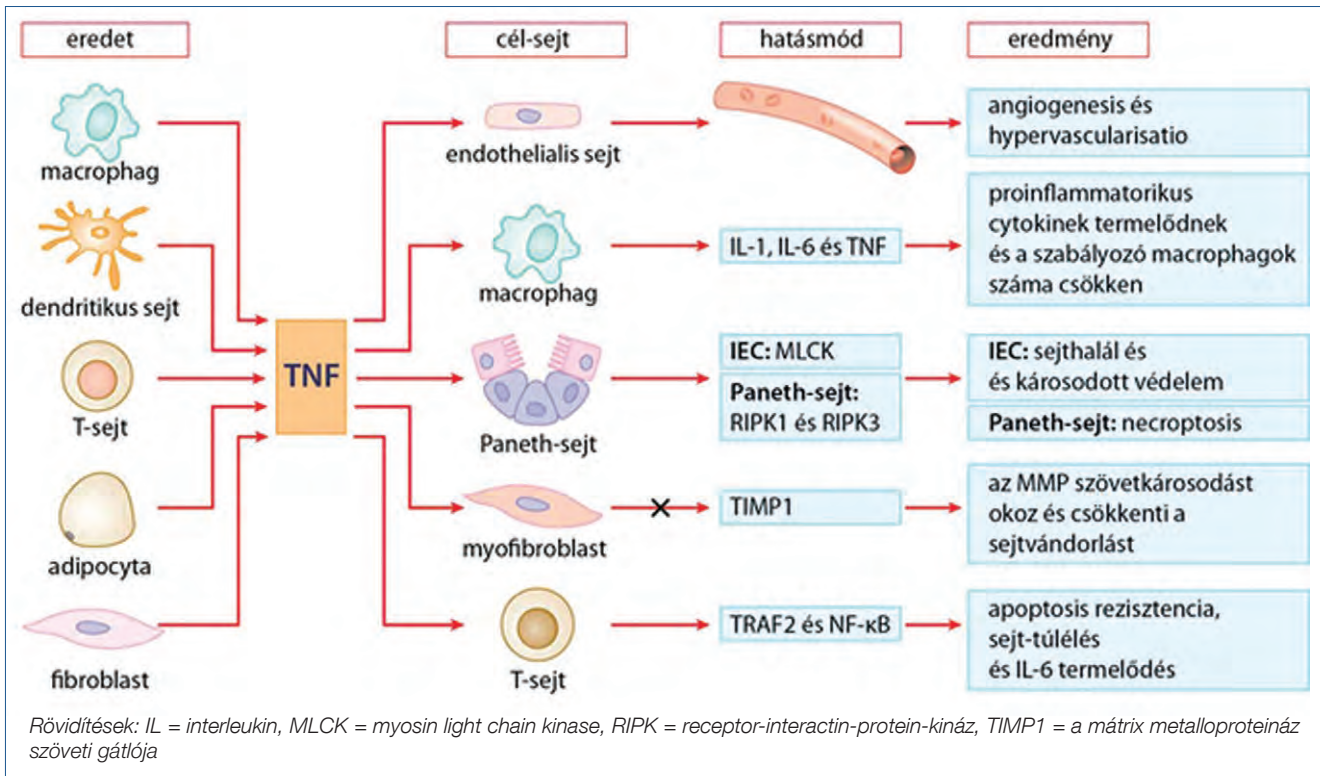 eredet
cél-sejt
hatásmód
eredmény
macrophag
dendritikus sejt
T-sejt
adipocyta
fibroblast
TNF
endothelialis sejt
angiogenesis és
hypervascularisatio
macrophag
IL-1, IL-6 és TNF
proinflammatorikus
cytokinek termelődnek
és a szabályozó macrophagok
száma csökken
Paneth-sejt
IEC: MLCK
Paneth-sejt:
RIPK1 és RIPK3
IEC: sejthalál és
és károsodott védelem
Paneth-sejt: necroptosis
myofibroblast
TIMP1
az MMP szövetkárosodást
okoz és csökkenti a
sejtvándorlást
T-sejt
TRAF2 és NF-κB
apoptosis rezisztencia,
sejt-túlélés
és IL-6 termelődés
Rövidítések: IL = interleukin, MLCK = myosin light chain kinase, RIPK = receptor-interactin-protein-kináz, TIMP1 = a mátrix metalloproteináz
szöveti gátlója